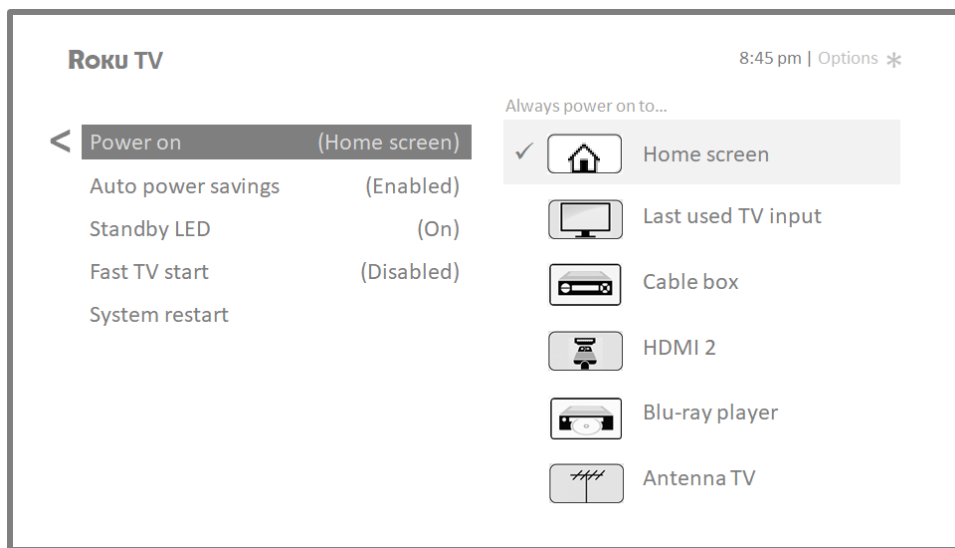 Roku TV
8:45 pm | Options *
Always power on to...
< Power on (Home screen)
Auto power savings (Enabled)
Standby LED (On)
Fast TV start (Disabled)
System restart
✓ Home screen
Last used TV input
Cable box
HDMI 2
Blu-ray player
Antenna TV